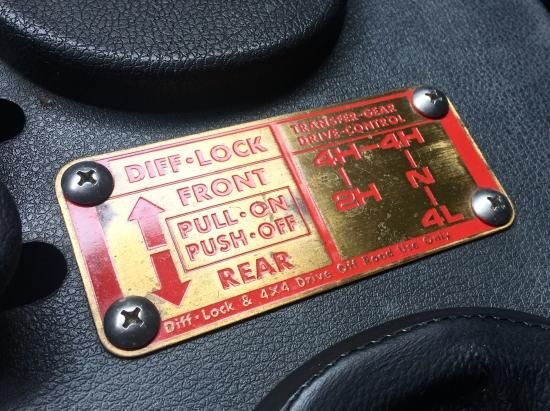 DIFF·LOCK
FRONT
PULL·ON
PUSH·OFF
REAR
TRANSFER-GEAR
DRIVE-CONTROL
4H-4H
2H N
4L
Diff·Lock & 4X4 Drive Off Road Use Only